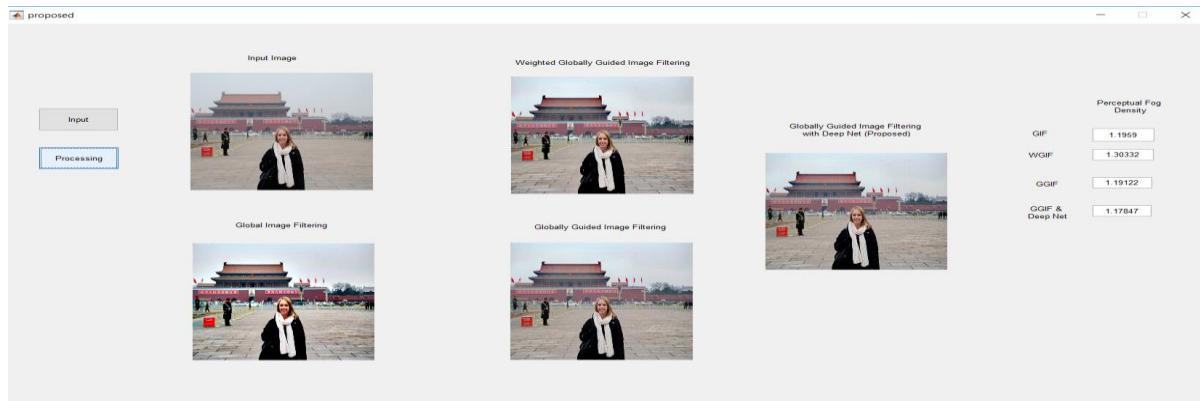 proposed
Input
Processing
Input Image
Weighted Globally Guided Image Filtering
Global Image Filtering
Globally Guided Image Filtering
Globally Guided Image Filtering
with Deep Net (Proposed)
Perceptual Fog
Density
GIF 1.1959
WGIF 1.30332
GGIF 1.19122
GGIF &
Deep Net 1.17847